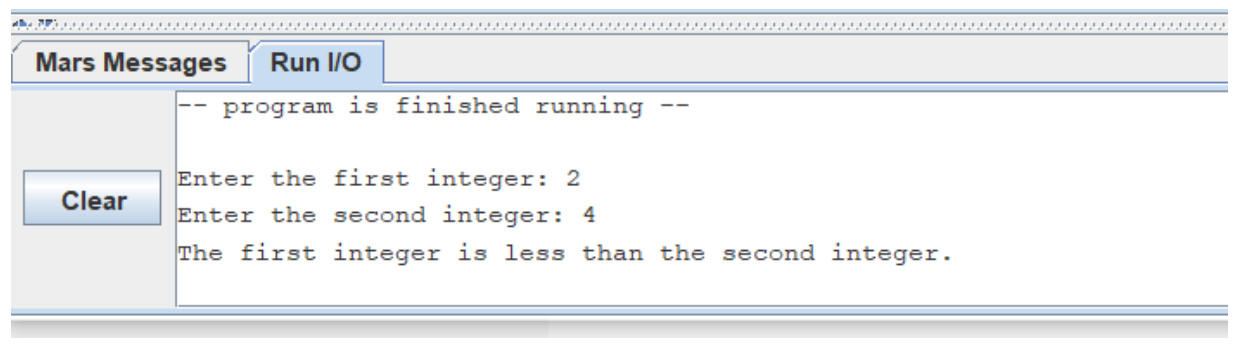 Mars Messages Run I/O
-- program is finished running --
Enter the first integer: 2
Clear
Enter the second integer: 4
The first integer is less than the second integer.